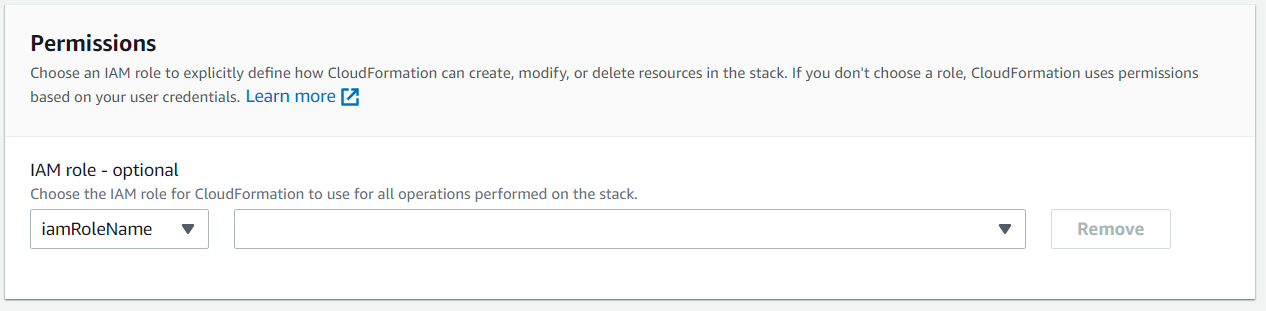 Permissions
Choose an IAM role to explicitly define how CloudFormation can create, modify, or delete resources in the stack. If you don't choose a role, CloudFormation uses permissions
based on your user credentials. Learn more
IAM role - optional
Choose the IAM role for CloudFormation to use for all operations performed on the stack.
iamRoleName
Remove